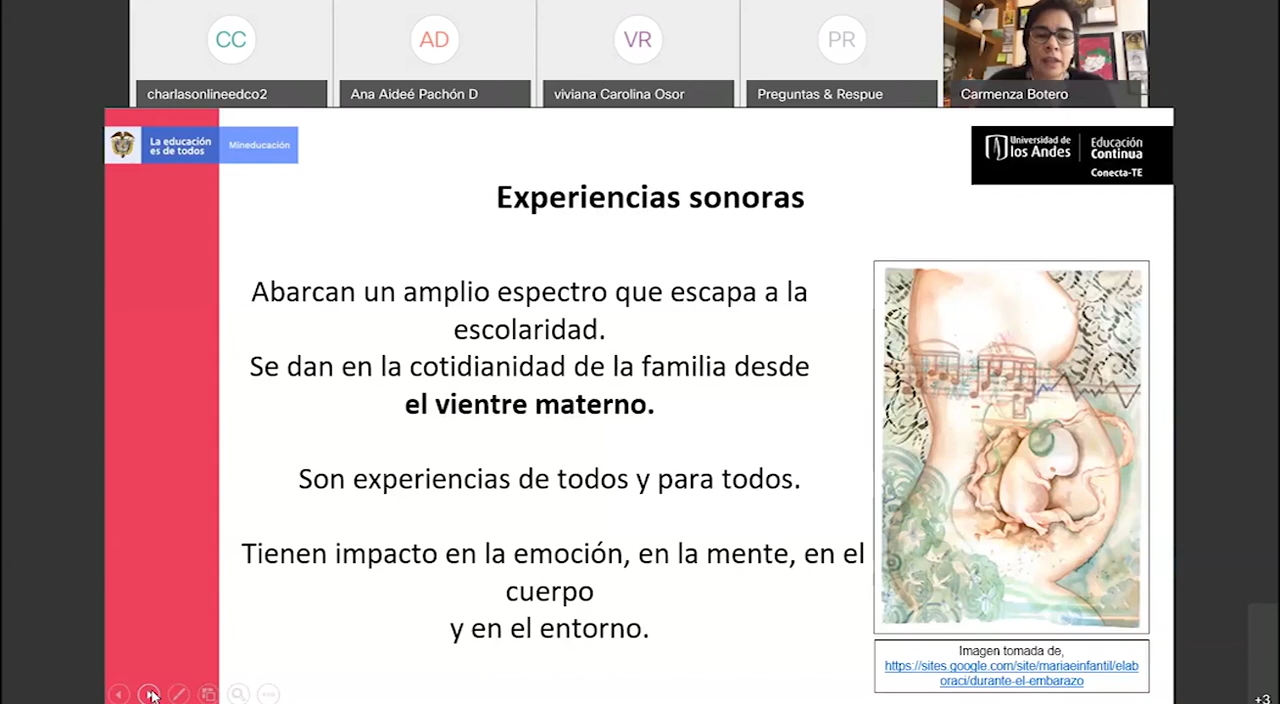 CC
AD
VR
PR
charlasonlineedco2
Ana Aideé Pachón D
viviana Carolina Osor
Preguntas & Respue
Carmenza Botero
La educación
es de todos
Mineducación
Universidad de
los Andes
Educación
Continua
Conecta-TE
Experiencias sonoras
Abarcan un amplio espectro que escapa a la
escolaridad.
Se dan en la cotidianidad de la familia desde
el vientre materno.
Son experiencias de todos y para todos.
Tienen impacto en la emoción, en la mente, en el
cuerpo
y en el entorno.
Imagen tomada de,
https://sites.google.com/site/mariaeinfantil/elab
oraci/durante-el-embarazo
+3